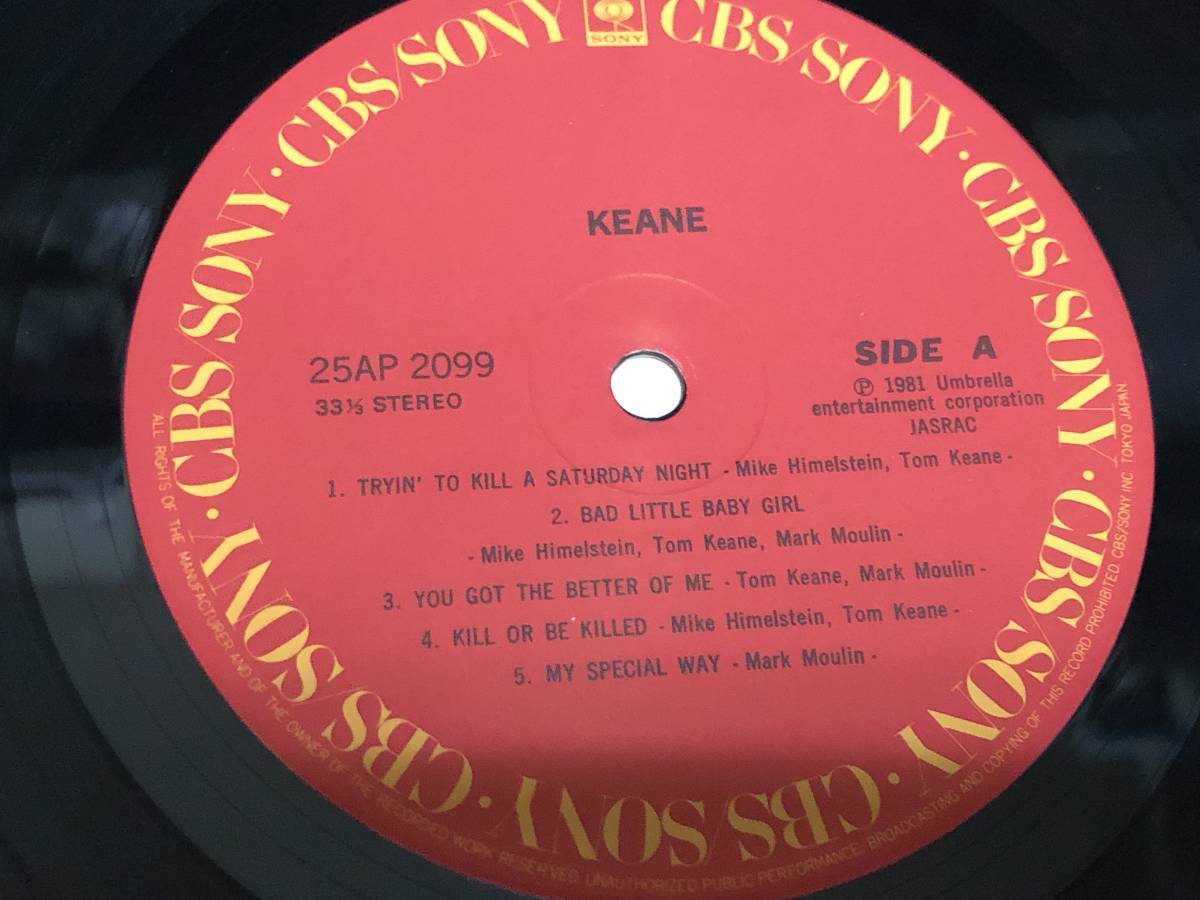 CBS/SONY · CBS/SONY · CBS/SONY · CBS/SONY · CBS/SONY · CBS/SONY · CBS/SONY · CBS/SONY
SONY
KEANE
25AP 2099
33⅓ STEREO
SIDE A
Ⓟ 1981 Umbrella
entertainment corporation
JASRAC
1. TRYIN' TO KILL A SATURDAY NIGHT - Mike Himelstein, Tom Keane -
2. BAD LITTLE BABY GIRL
- Mike Himelstein, Tom Keane, Mark Moulin -
3. YOU GOT THE BETTER OF ME - Tom Keane, Mark Moulin -
4. KILL OR BE KILLED - Mike Himelstein, Tom Keane -
5. MY SPECIAL WAY - Mark Moulin -
ALL RIGHTS OF THE MANUFACTURER AND OF THE OWNER OF THE RECORDED WORK RESERVED. UNAUTHORIZED PUBLIC PERFORMANCE, BROADCASTING AND COPYING OF THIS RECORD PROHIBITED. CBS/SONY INC. TOKYO JAPAN